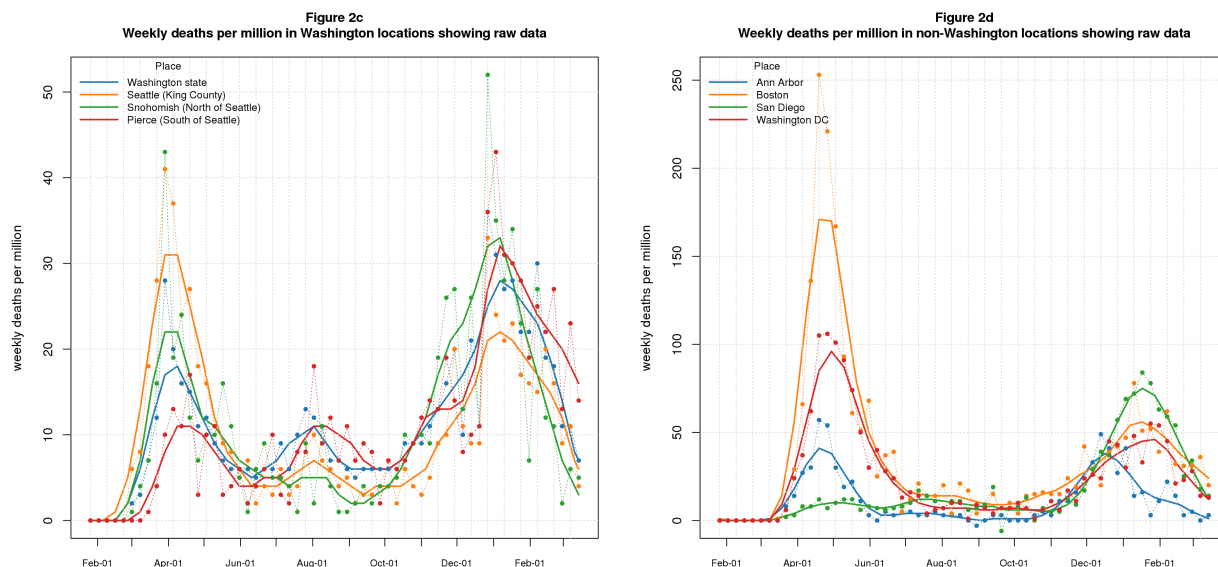 Figure 2c
Weekly deaths per million in Washington locations showing raw data
weekly deaths per million
50
40
30
20
10
0
Place
Washington state
Seattle (King County)
Snohomish (North of Seattle)
Pierce (South of Seattle)
Feb-01 Apr-01 Jun-01 Aug-01 Oct-01 Dec-01 Feb-01
Figure 2d
Weekly deaths per million in non-Washington locations showing raw data
weekly deaths per million
250
200
150
100
50
0
Place
Ann Arbor
Boston
San Diego
Washington DC
Feb-01 Apr-01 Jun-01 Aug-01 Oct-01 Dec-01 Feb-01